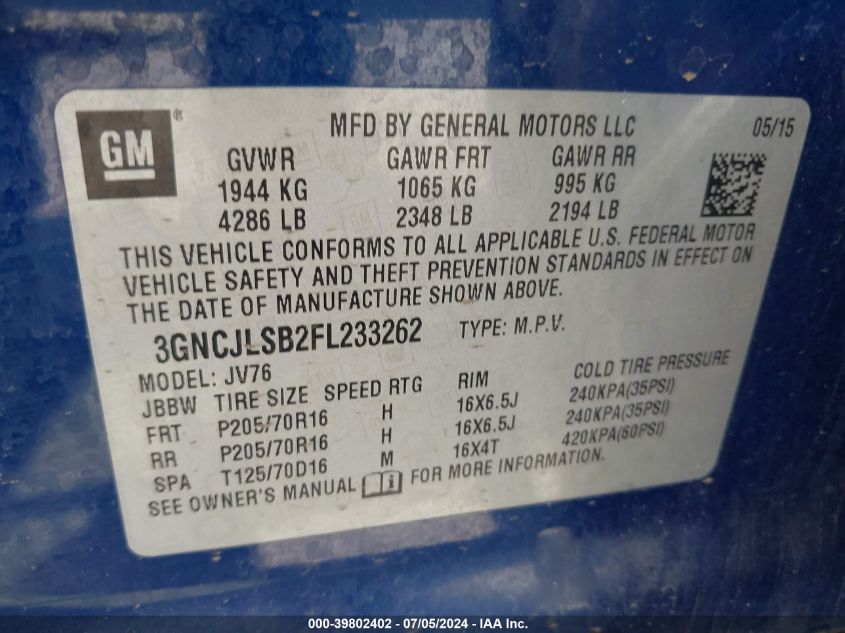 GM®
MFD BY GENERAL MOTORS LLC 05/15
GVWR GAWR FRT GAWR RR
1944 KG 1065 KG 995 KG
4286 LB 2348 LB 2194 LB
THIS VEHICLE CONFORMS TO ALL APPLICABLE U.S. FEDERAL MOTOR
VEHICLE SAFETY AND THEFT PREVENTION STANDARDS IN EFFECT ON
THE DATE OF MANUFACTURE SHOWN ABOVE.
3GNCJLSB2FL233262 TYPE: M.P.V.
MODEL: JV76
JBBW TIRE SIZE SPEED RTG RIM COLD TIRE PRESSURE
FRT P205/70R16 H 16X6.5J 240KPA(35PSI)
RR P205/70R16 H 16X6.5J 240KPA(35PSI)
SPA T125/70D16 M 16X4T 420KPA(60PSI)
SEE OWNER'S MANUAL FOR MORE INFORMATION.
000-39802402 - 07/05/2024 - IAA Inc.